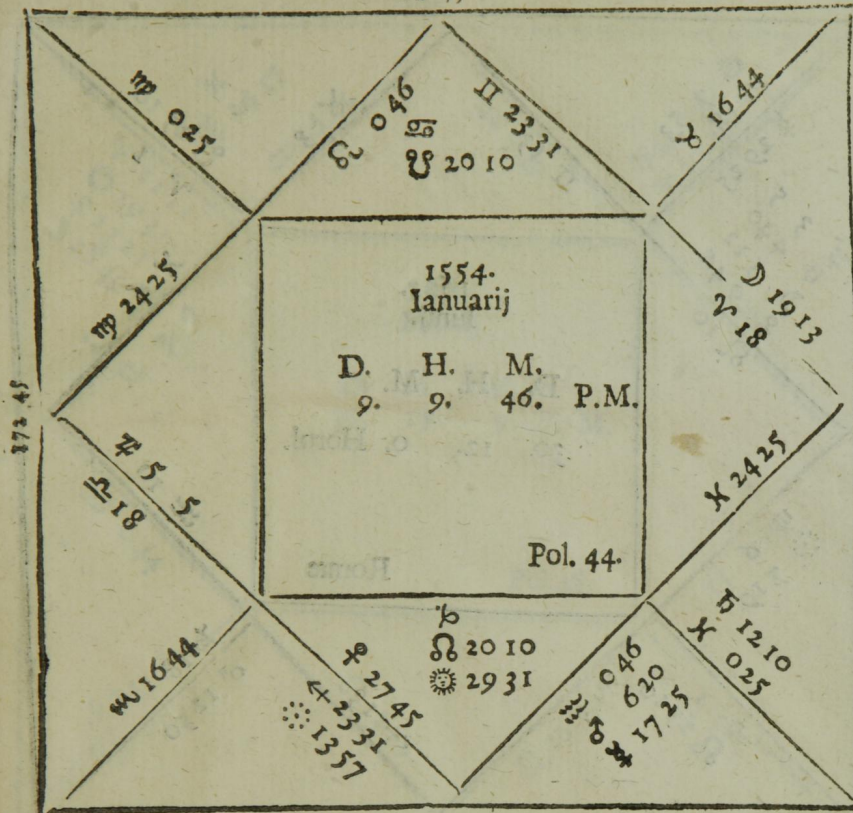 ♍ 0 25
♌ 0 46
♋
☋ 20 10
♊ 23 31
♉ 16 44
♍ 24 25
☽ 19 13
♈ 18
1554.
Ianuarij
D. H. M.
9. 9. 46. P.M.
Pol. 44.
♃ 5 5
♎ 18
♓ 24 25
♏ 16 44
♀ 27 45
♐ 23 31
13 57
♑
☊ 20 10
☉ 29 31
♒ 0 46
♂ 6 20
☿ 17 25
♄ 12 10
♓ 0 25